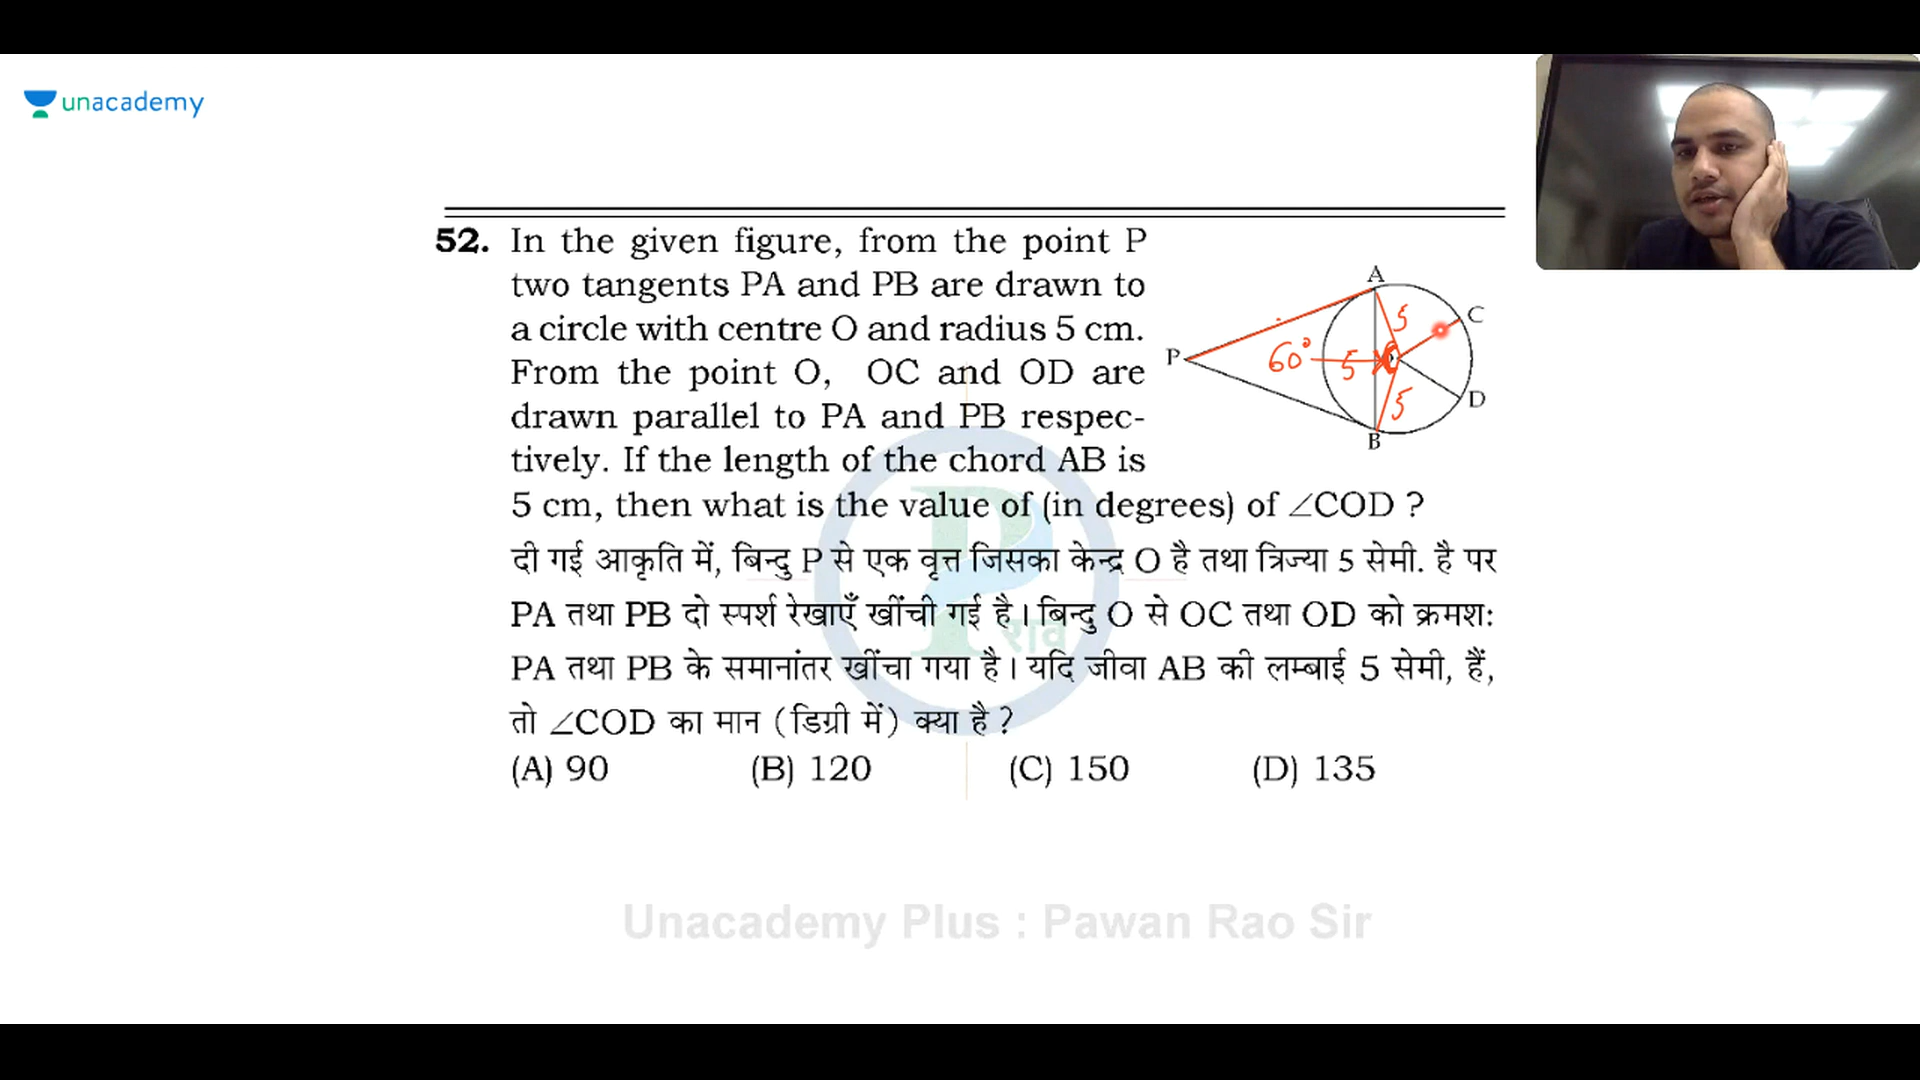 unacademy
52. In the given figure, from the point P
two tangents PA and PB are drawn to
a circle with centre O and radius 5 cm.
From the point O, OC and OD are
drawn parallel to PA and PB respec-
tively. If the length of the chord AB is
5 cm, then what is the value of (in degrees) of ∠COD ?
A
C
P
60°
5
5
5
D
B
दी गई आकृति में, बिन्दु P से एक वृत्त जिसका केन्द्र O है तथा त्रिज्या 5 सेमी. है पर
PA तथा PB दो स्पर्श रेखाएँ खींची गई है। बिन्दु O से OC तथा OD को क्रमश:
PA तथा PB के समानांतर खींचा गया है। यदि जीवा AB की लम्बाई 5 सेमी, हैं,
तो ∠COD का मान (डिग्री में) क्या है ?
(A) 90 (B) 120 (C) 150 (D) 135
राव
Unacademy Plus : Pawan Rao Sir